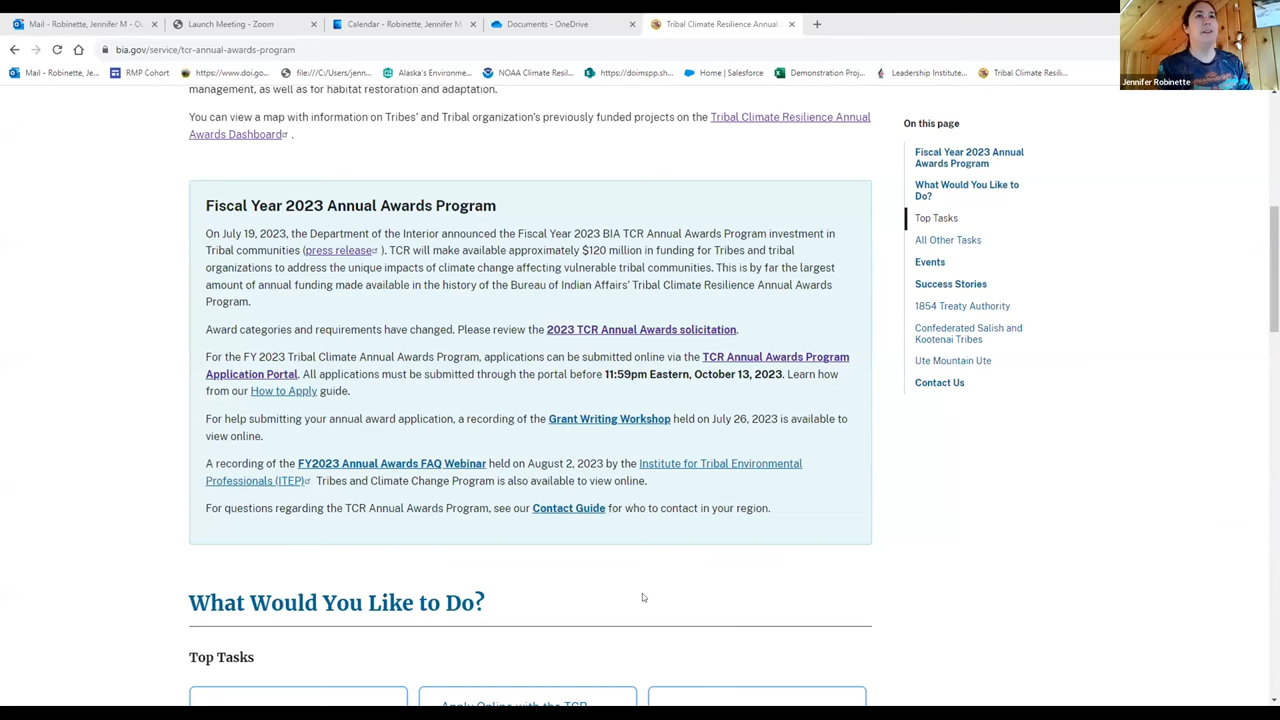 Mail - Robinette, Jennifer M - Ou
Launch Meeting - Zoom
Calendar - Robinette, Jennifer M
Documents - OneDrive
Tribal Climate Resilience Annual
bia.gov/service/tcr-annual-awards-program
Mail - Robinette, Je...
RMP Cohort
https://www.doi.go...
file:///C:/Users/jenn...
Alaska's Environme...
NOAA Climate Resil...
https://doimspp.sh...
Home | Salesforce
Demonstration Proj...
Leadership Institute...
Tribal Climate Resili...
Jennifer Robinette
management, as well as for habitat restoration and adaptation.
You can view a map with information on Tribes' and Tribal organization's previously funded projects on the Tribal Climate Resilience Annual
Awards Dashboard .
Fiscal Year 2023 Annual Awards Program
On July 19, 2023, the Department of the Interior announced the Fiscal Year 2023 BIA TCR Annual Awards Program investment in
Tribal communities (press release ). TCR will make available approximately $120 million in funding for Tribes and tribal
organizations to address the unique impacts of climate change affecting vulnerable tribal communities. This is by far the largest
amount of annual funding made available in the history of the Bureau of Indian Affairs' Tribal Climate Resilience Annual Awards
Program.
Award categories and requirements have changed. Please review the 2023 TCR Annual Awards solicitation.
For the FY 2023 Tribal Climate Annual Awards Program, applications can be submitted online via the TCR Annual Awards Program
Application Portal. All applications must be submitted through the portal before 11:59pm Eastern, October 13, 2023. Learn how
from our How to Apply guide.
For help submitting your annual award application, a recording of the Grant Writing Workshop held on July 26, 2023 is available to
view online.
A recording of the FY2023 Annual Awards FAQ Webinar held on August 2, 2023 by the Institute for Tribal Environmental
Professionals (ITEP) Tribes and Climate Change Program is also available to view online.
For questions regarding the TCR Annual Awards Program, see our Contact Guide for who to contact in your region.
What Would You Like to Do?
Top Tasks
Apply Online with the TCR
On this page
Fiscal Year 2023 Annual
Awards Program
What Would You Like to
Do?
Top Tasks
All Other Tasks
Events
Success Stories
1854 Treaty Authority
Confederated Salish and
Kootenai Tribes
Ute Mountain Ute
Contact Us